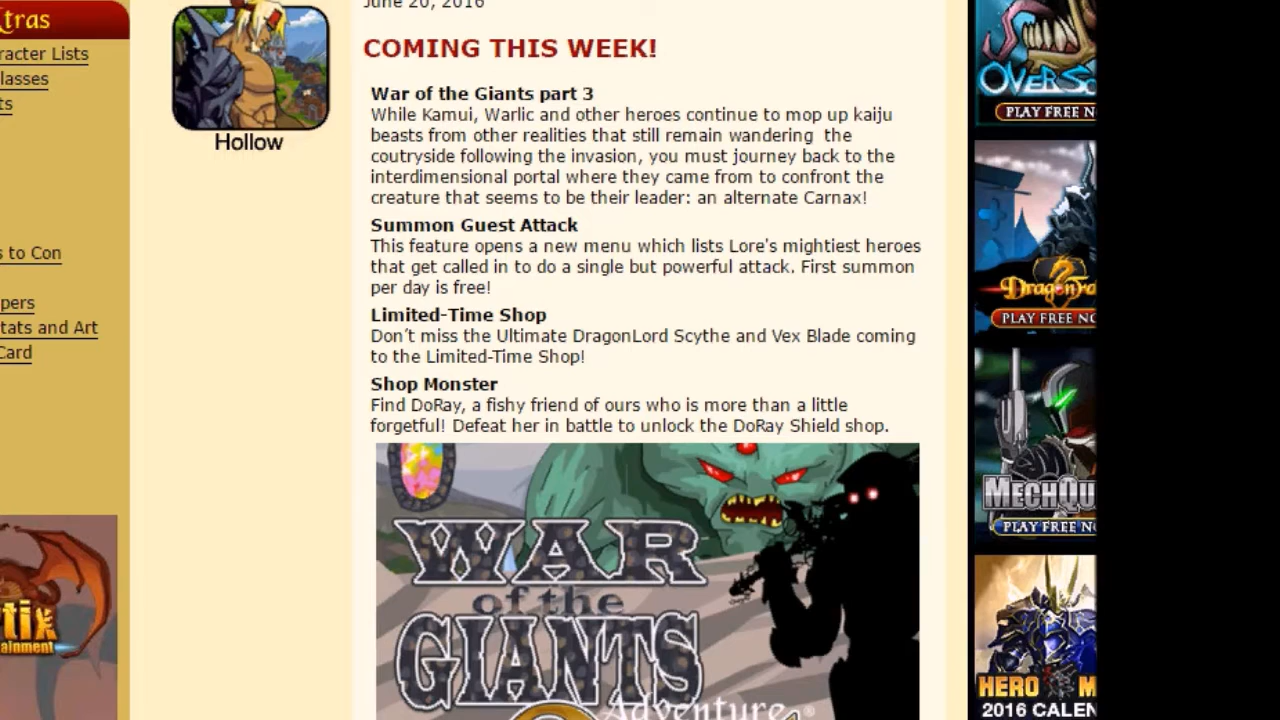 xtras
racter Lists
lasses
ts
s to Con
pers
tats and Art
Card
tix
ainment
Hollow
June 20, 2016
COMING THIS WEEK!
War of the Giants part 3
While Kamui, Warlic and other heroes continue to mop up kaiju
beasts from other realities that still remain wandering the
coutryside following the invasion, you must journey back to the
interdimensional portal where they came from to confront the
creature that seems to be their leader: an alternate Carnax!
Summon Guest Attack
This feature opens a new menu which lists Lore's mightiest heroes
that get called in to do a single but powerful attack. First summon
per day is free!
Limited-Time Shop
Don’t miss the Ultimate DragonLord Scythe and Vex Blade coming
to the Limited-Time Shop!
Shop Monster
Find DoRay, a fishy friend of ours who is more than a little
forgetful! Defeat her in battle to unlock the DoRay Shield shop.
WAR
of the
GIANTS
Adventure
OVERSO
PLAY FREE N
DRAGONFA
PLAY FREE NO
MECHQU
PLAY FREE NO
HERO M
2016 CALEN